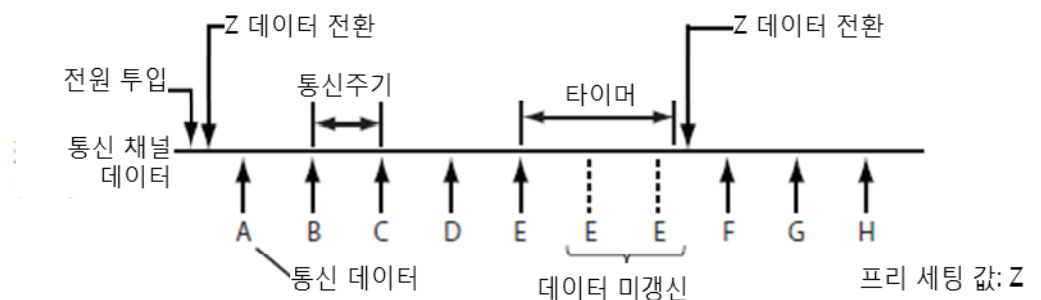 Z 데이터 전환
Z 데이터 전환
전원 투입
통신주기
타이머
통신 채널
데이터
A B C D E E E F G H
통신 데이터
데이터 미갱신
프리 세팅 값: Z